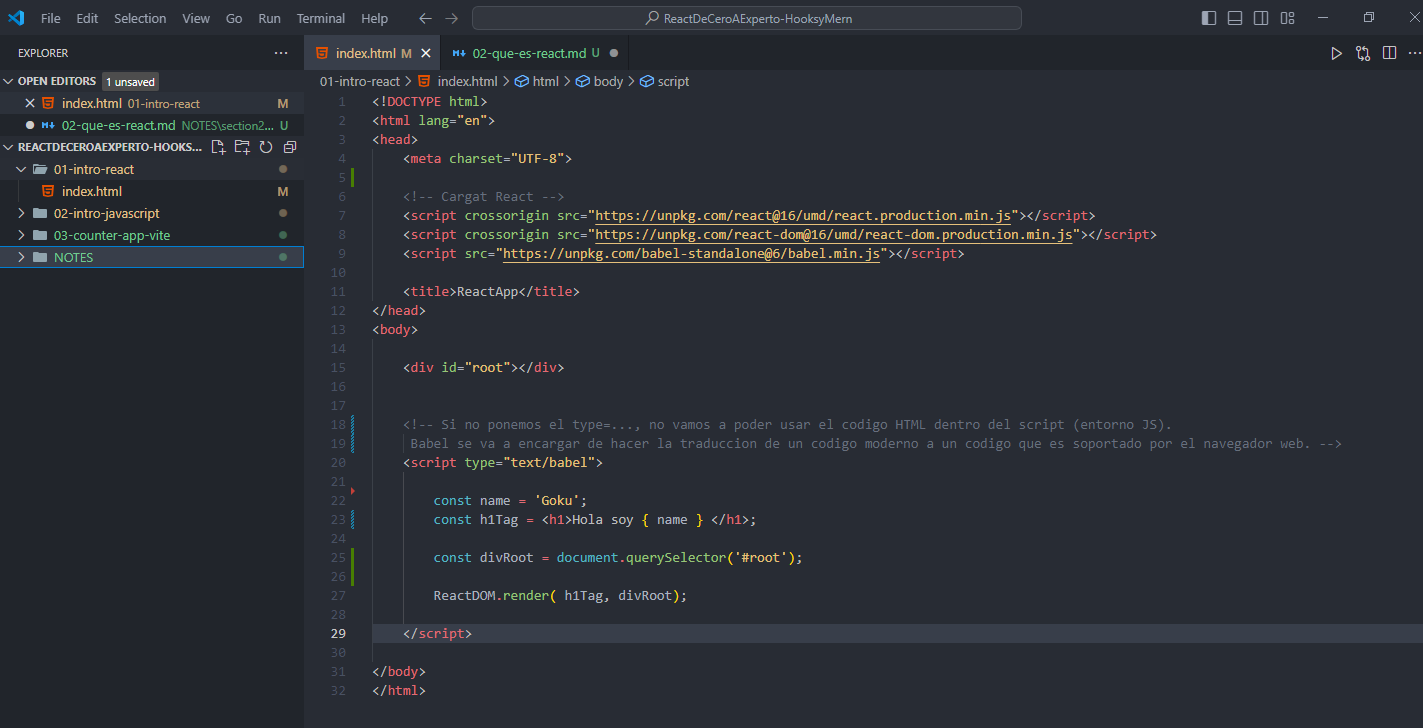 File Edit Selection View Go Run Terminal Help
ReactDeCeroAExperto-HooksyMern
EXPLORER
OPEN EDITORS 1 unsaved
index.html 01-intro-react M
02-que-es-react.md NOTES\section2... U
REACTDECEROAEXPERTO-HOOKS...
01-intro-react
index.html M
02-intro-javascript
03-counter-app-vite
NOTES
index.html M
02-que-es-react.md U
01-intro-react > index.html > html > body > script
1 <!DOCTYPE html>
2 <html lang="en">
3 <head>
4 <meta charset="UTF-8">
5
6 <!-- Cargat React -->
7 <script crossorigin src="https://unpkg.com/react@16/umd/react.production.min.js"></script>
8 <script crossorigin src="https://unpkg.com/react-dom@16/umd/react-dom.production.min.js"></script>
9 <script src="https://unpkg.com/babel-standalone@6/babel.min.js"></script>
10
11 <title>ReactApp</title>
12 </head>
13 <body>
14
15 <div id="root"></div>
16
17
18 <!-- Si no ponemos el type=..., no vamos a poder usar el codigo HTML dentro del script (entorno JS).
19 Babel se va a encargar de hacer la traduccion de un codigo moderno a un codigo que es soportado por el navegador web. -->
20 <script type="text/babel">
21
22 const name = 'Goku';
23 const h1Tag = <h1>Hola soy { name } </h1>;
24
25 const divRoot = document.querySelector('#root');
26
27 ReactDOM.render( h1Tag, divRoot);
28
29 </script>
30
31 </body>
32 </html>